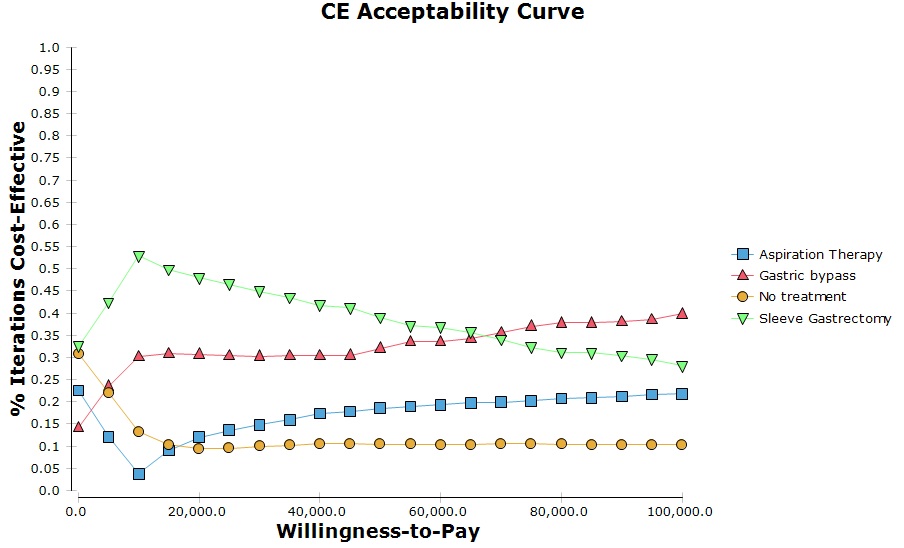 CE Acceptability Curve
% Iterations Cost-Effective
1.0
0.95
0.9
0.85
0.8
0.75
0.7
0.65
0.6
0.55
0.5
0.45
0.4
0.35
0.3
0.25
0.2
0.15
0.1
0.05
0.0
0.0 20,000.0 40,000.0 60,000.0 80,000.0 100,000.0
Willingness-to-Pay
Aspiration Therapy
Gastric bypass
No treatment
Sleeve Gastrectomy